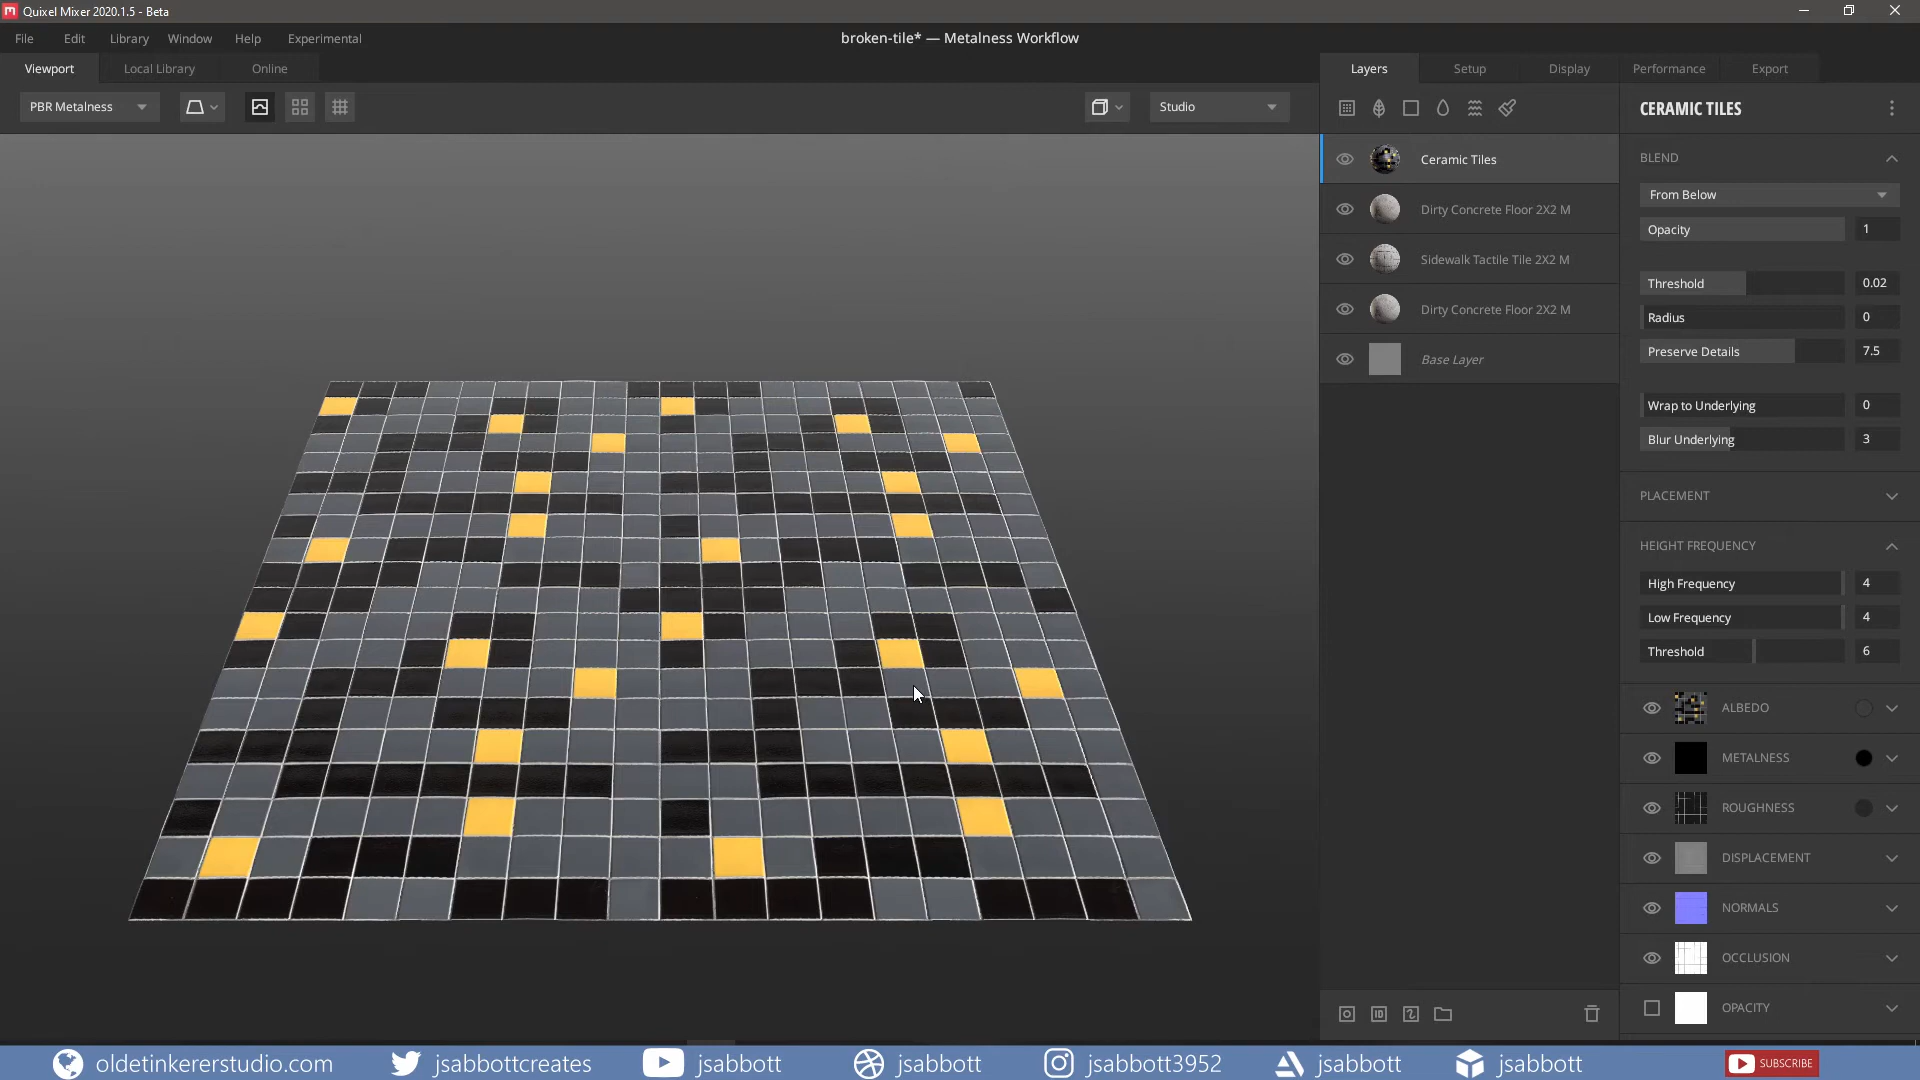 Quixel Mixer 2020.1.5 - Beta
File Edit Library Window Help Experimental
broken-tile* — Metalness Workflow
Viewport Local Library Online
Layers Setup Display Performance Export
PBR Metalness
Studio
CERAMIC TILES
Ceramic Tiles
Dirty Concrete Floor 2X2 M
Sidewalk Tactile Tile 2X2 M
Dirty Concrete Floor 2X2 M
Base Layer
BLEND
From Below
Opacity 1
Threshold 0.02
Radius 0
Preserve Details 7.5
Wrap to Underlying 0
Blur Underlying 3
PLACEMENT
HEIGHT FREQUENCY
High Frequency 4
Low Frequency 4
Threshold 6
ALBEDO
METALNESS
ROUGHNESS
DISPLACEMENT
NORMALS
OCCLUSION
OPACITY
oldetinkererstudio.com jsabbottcreates jsabbott jsabbott jsabbott3952 jsabbott jsabbott SUBSCRIBE